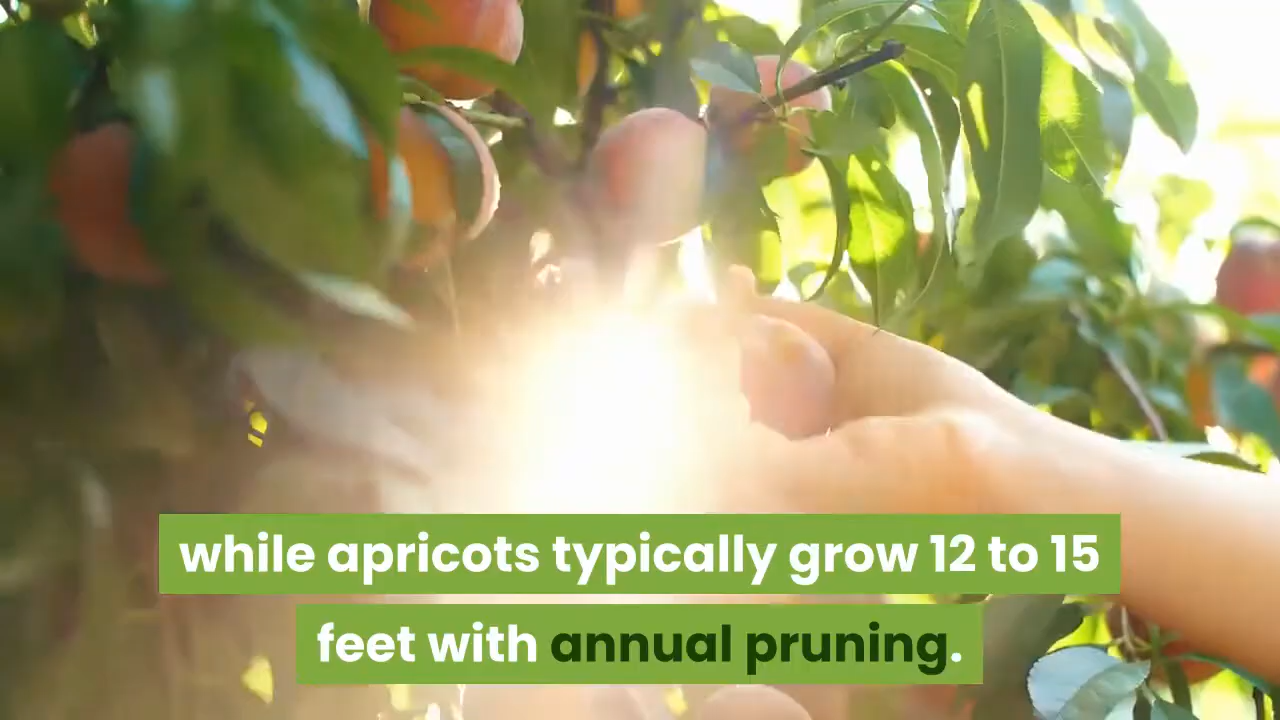 while apricots typically grow 12 to 15
feet with annual pruning.